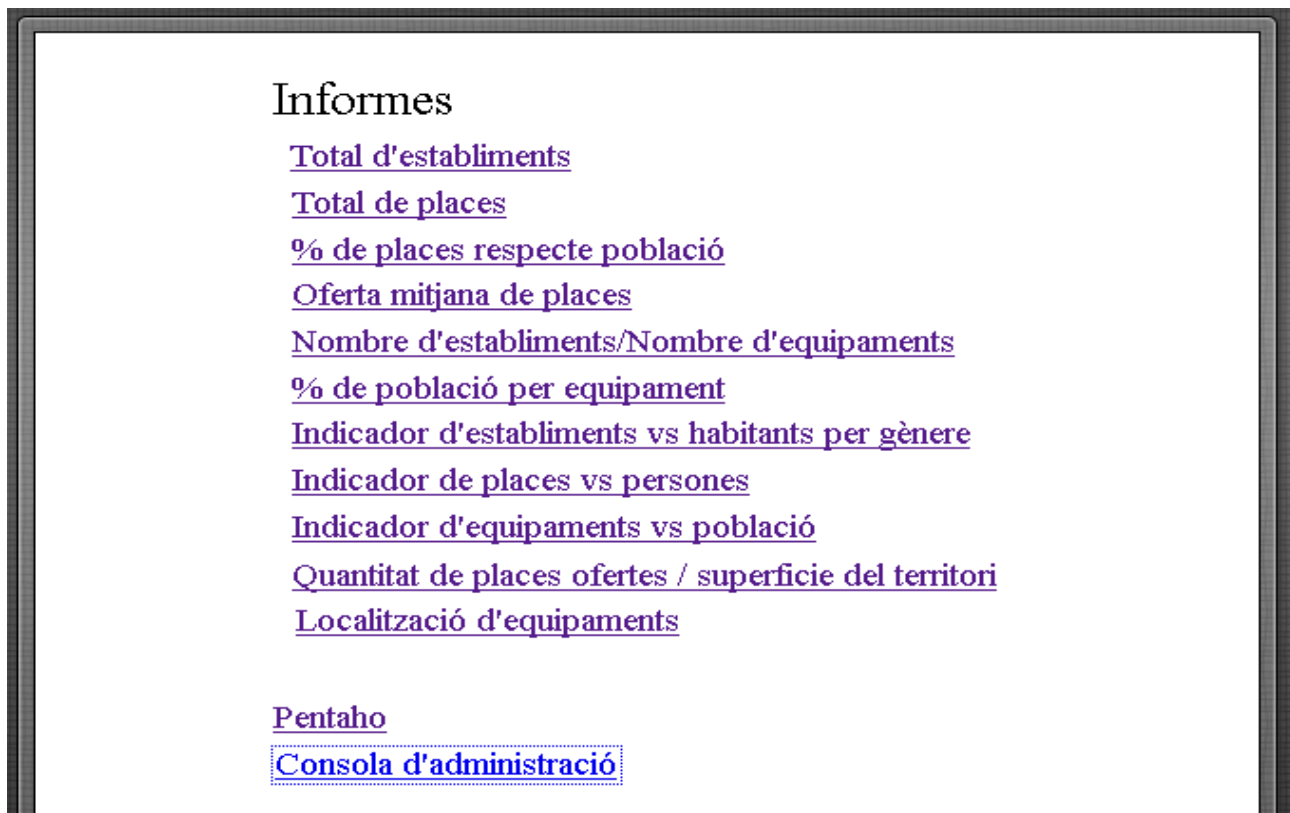 Informes
Total d'establiments
Total de places
% de places respecte població
Oferta mitjana de places
Nombre d'establiments/Nombre d'equipaments
% de població per equipament
Indicador d'establiments vs habitants per gènere
Indicador de places vs persones
Indicador d'equipaments vs població
Quantitat de places ofertes / superficie del territori
Localització d'equipaments
Pentaho
Consola d'administració